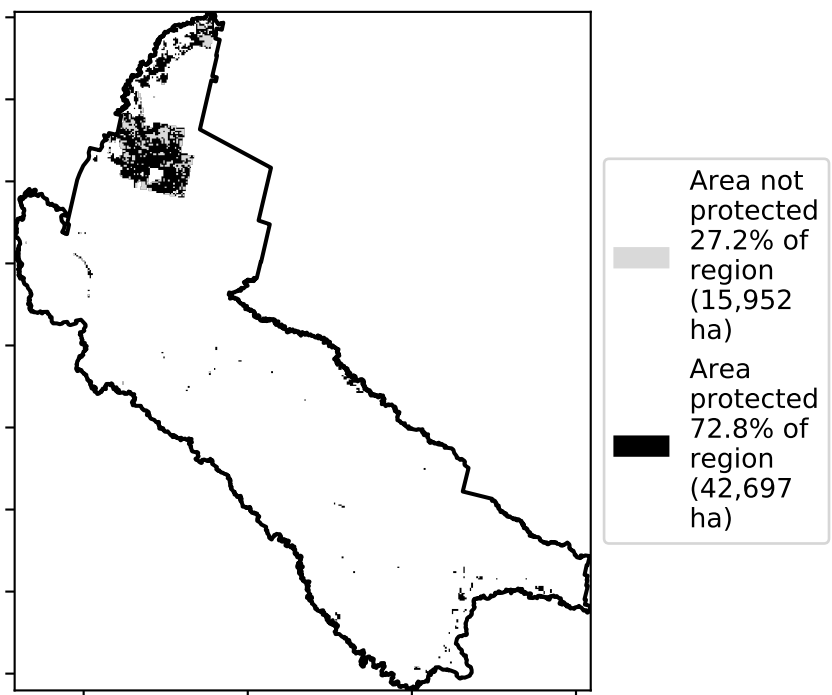 Area not
protected
27.2% of
region
(15,952
ha)
Area
protected
72.8% of
region
(42,697
ha)